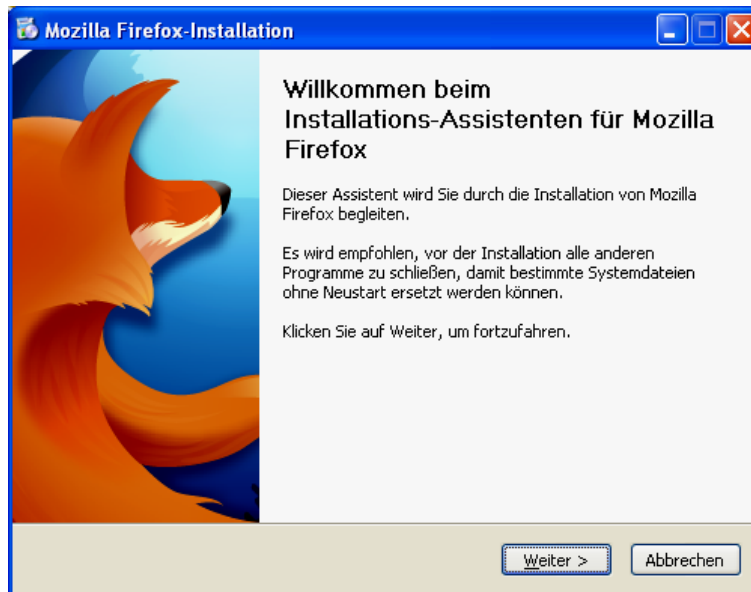 Mozilla Firefox-Installation
Willkommen beim
Installations-Assistenten für Mozilla
Firefox
Dieser Assistent wird Sie durch die Installation von Mozilla
Firefox begleiten.
Es wird empfohlen, vor der Installation alle anderen
Programme zu schließen, damit bestimmte Systemdateien
ohne Neustart ersetzt werden können.
Klicken Sie auf Weiter, um fortzufahren.
Weiter >
Abbrechen